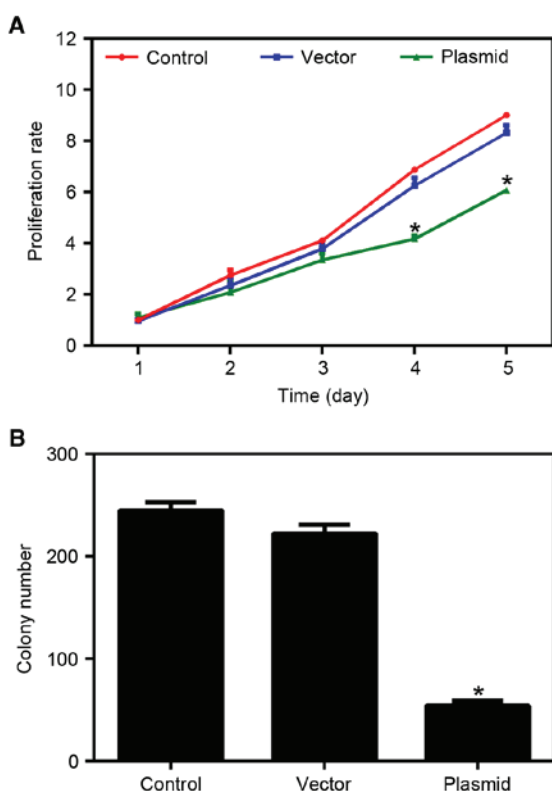 A
12
10
8
6
4
2
0
Proliferation rate
Control Vector Plasmid
*
*
1 2 3 4 5
Time (day)
B
300
200
100
0
Colony number
*
Control Vector Plasmid